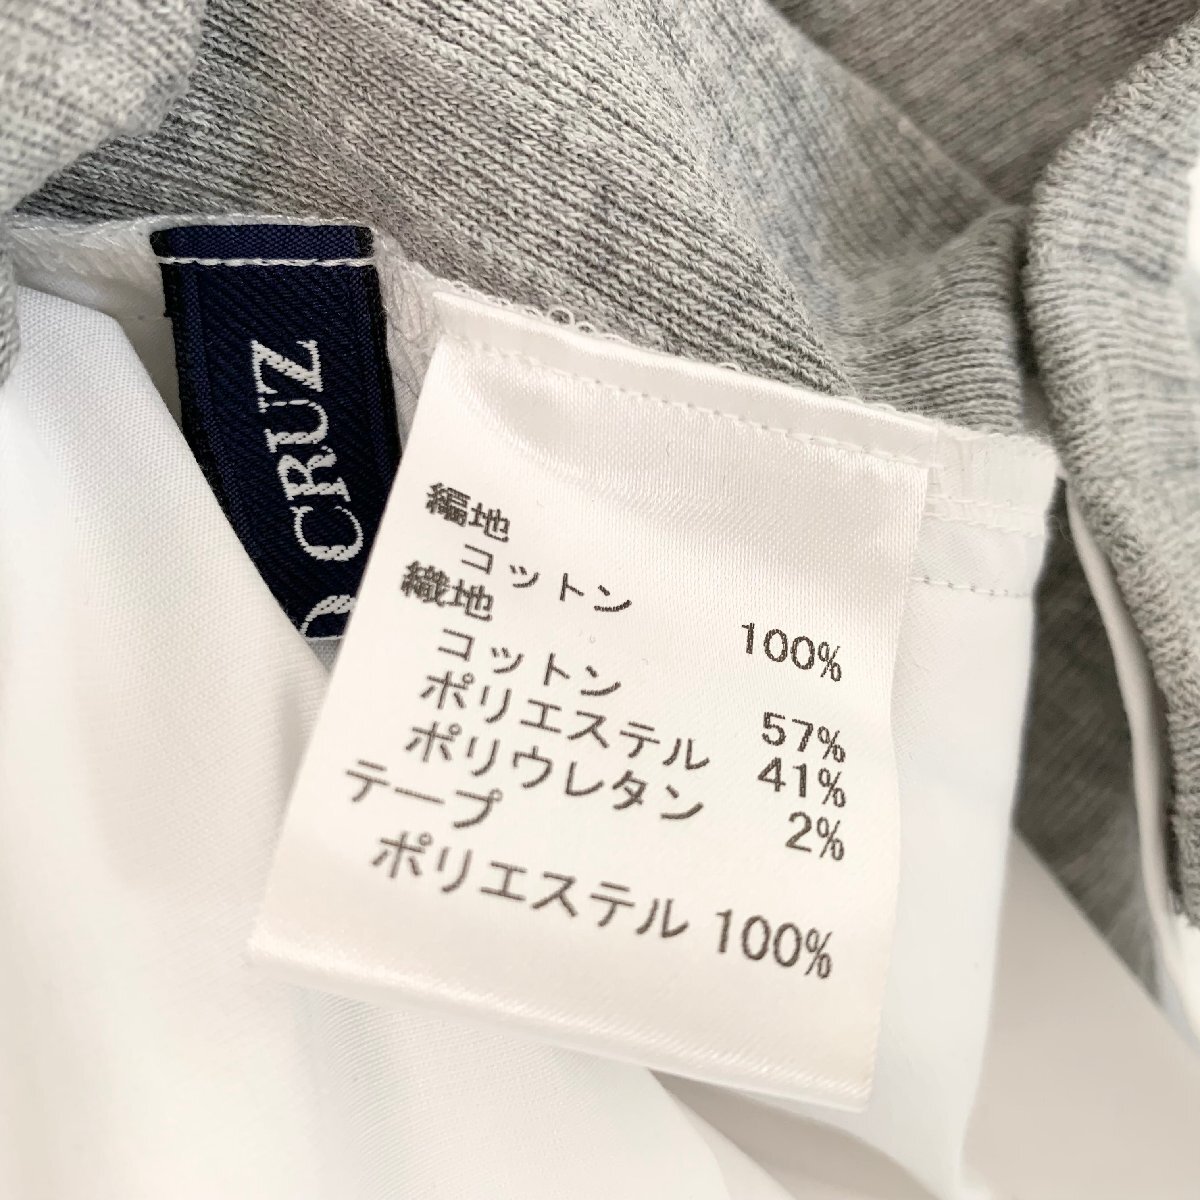 CRUZ
編地
コットン 100%
織地
コットン 57%
ポリエステル 41%
ポリウレタン 2%
テープ
ポリエステル 100%